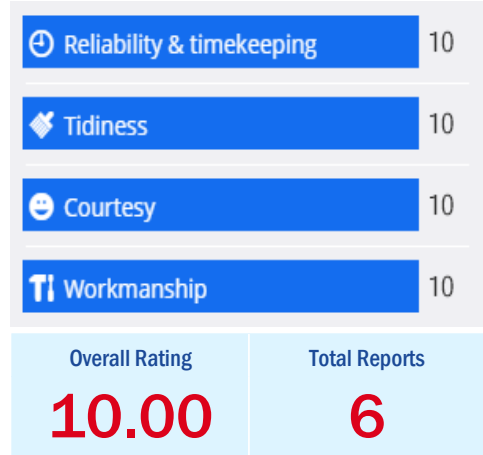 Reliability & timekeeping 10
Tidiness 10
Courtesy 10
Workmanship 10
Overall Rating Total Reports
10.00 6